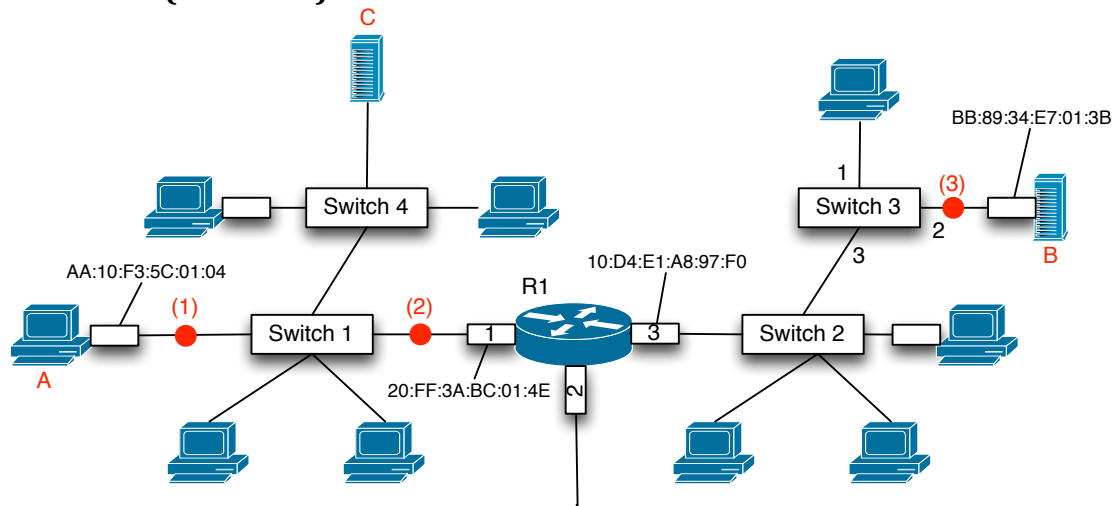 C
BB:89:34:E7:01:3B
1
(3)
Switch 4
Switch 3
2
B
3
AA:10:F3:5C:01:04
10:D4:E1:A8:97:F0
R1
(1)
(2)
Switch 1
1
3
Switch 2
A
20:FF:3A:BC:01:4E
2